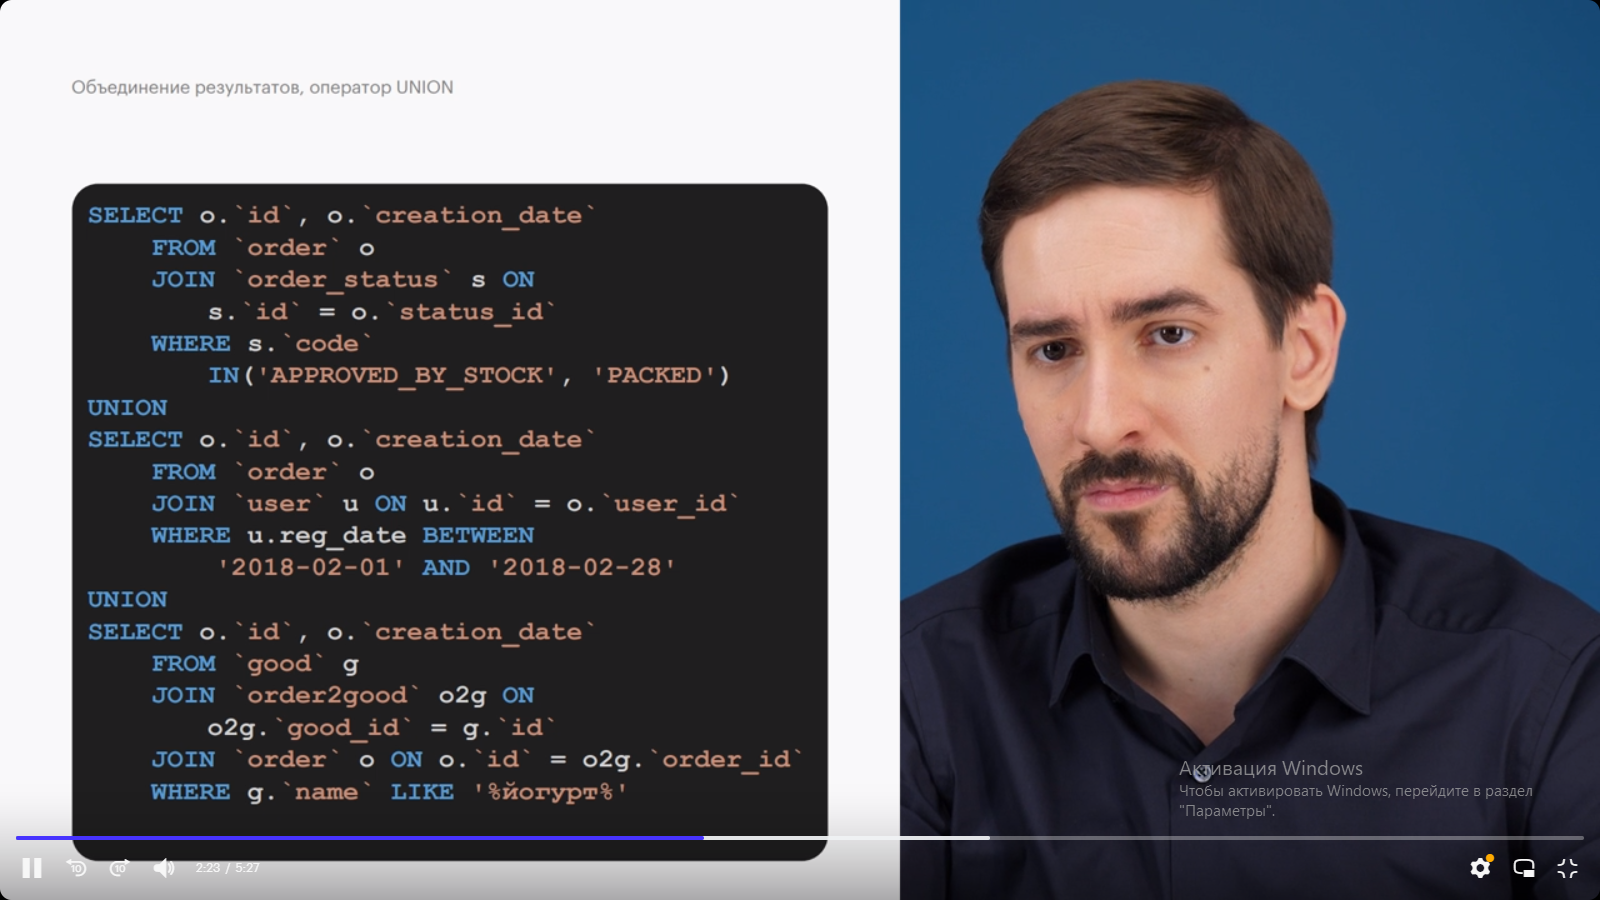 Объединение результатов, оператор UNION
SELECT o.`id`, o.`creation_date`
FROM `order` o
JOIN `order_status` s ON
s.`id` = o.`status_id`
WHERE s.`code`
IN('APPROVED_BY_STOCK', 'PACKED')
UNION
SELECT o.`id`, o.`creation_date`
FROM `order` o
JOIN `user` u ON u.`id` = o.`user_id`
WHERE u.reg_date BETWEEN
'2018-02-01' AND '2018-02-28'
UNION
SELECT o.`id`, o.`creation_date`
FROM `good` g
JOIN `order2good` o2g ON
o2g.`good_id` = g.`id`
JOIN `order` o ON o.`id` = o2g.`order_id`
WHERE g.`name` LIKE '%йогурт%'
Активация Windows
Чтобы активировать Windows, перейдите в раздел
"Параметры".
10 10 2:23 / 5:27